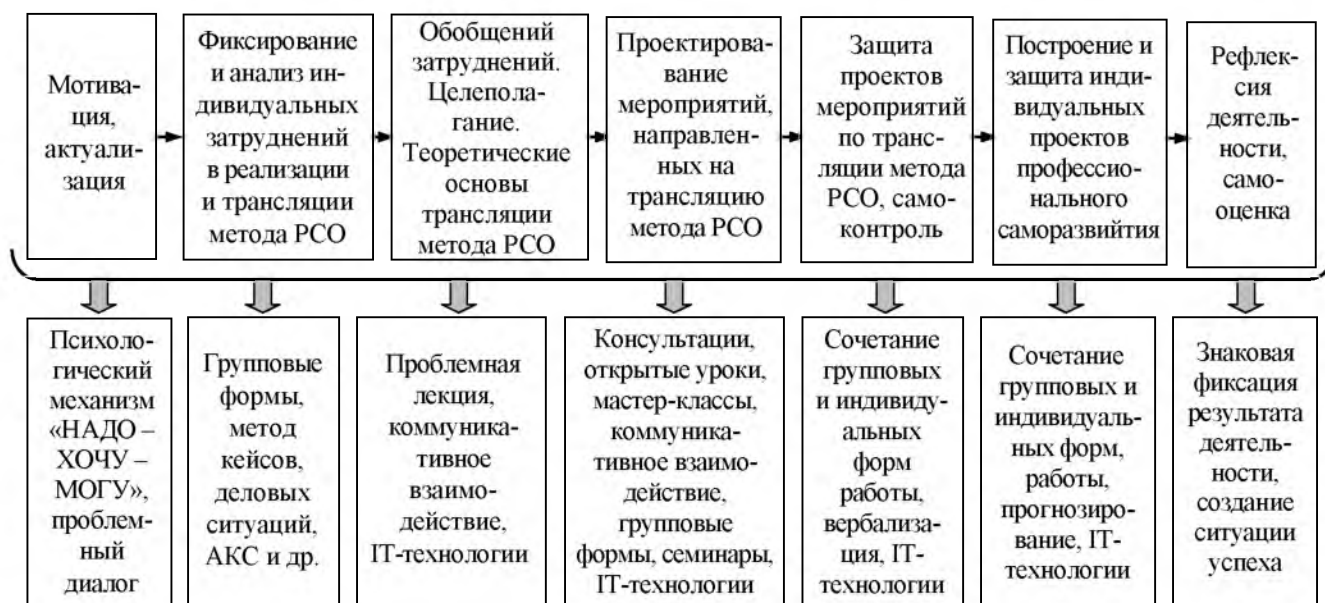 Мотива-
ция,
актуали-
зация
Фиксирование
и анализ ин-
дивидуальных
затруднений
в реализации
и трансляции
метода РСО
Обобщений
затруднений.
Целепола-
гание.
Теоретические
основы
трансляции
метода РСО
Проектирова-
вание
мероприятий,
направлен-
ных на
трансляцию
метода РСО
Защита
проектов
мероприятий
по транс-
ляции метода
РСО, само-
контроль
Построение и
защита инди-
видуальных
проектов
профессио-
нального
саморазвийтия
Рефлек-
сия
деятель-
ности,
само-
оценка
Психоло-
гический
механизм
«НАДО –
ХОЧУ –
МОГУ»,
проблем-
ный
диалог
Групповые
формы,
метод
кейсов,
деловых
ситуаций,
АКС и др.
Проблемная
лекция,
коммуника-
тивное
взаимо-
действие,
IT-технологии
Консультации,
открытые уроки,
мастер-классы,
коммуника-
тивное взаимо-
действие,
групповые
формы, семинары,
IT-технологии
Сочетание
групповых
и индивиду-
альных
форм
работы,
вербализа-
ция, IT-
технологии
Сочетание
групповых и
индивидуаль-
ных форм,
работы,
прогнозиро-
вание, IT-
технологии
Знаковая
фиксация
результата
деятель-
ности,
создание
ситуации
успеха